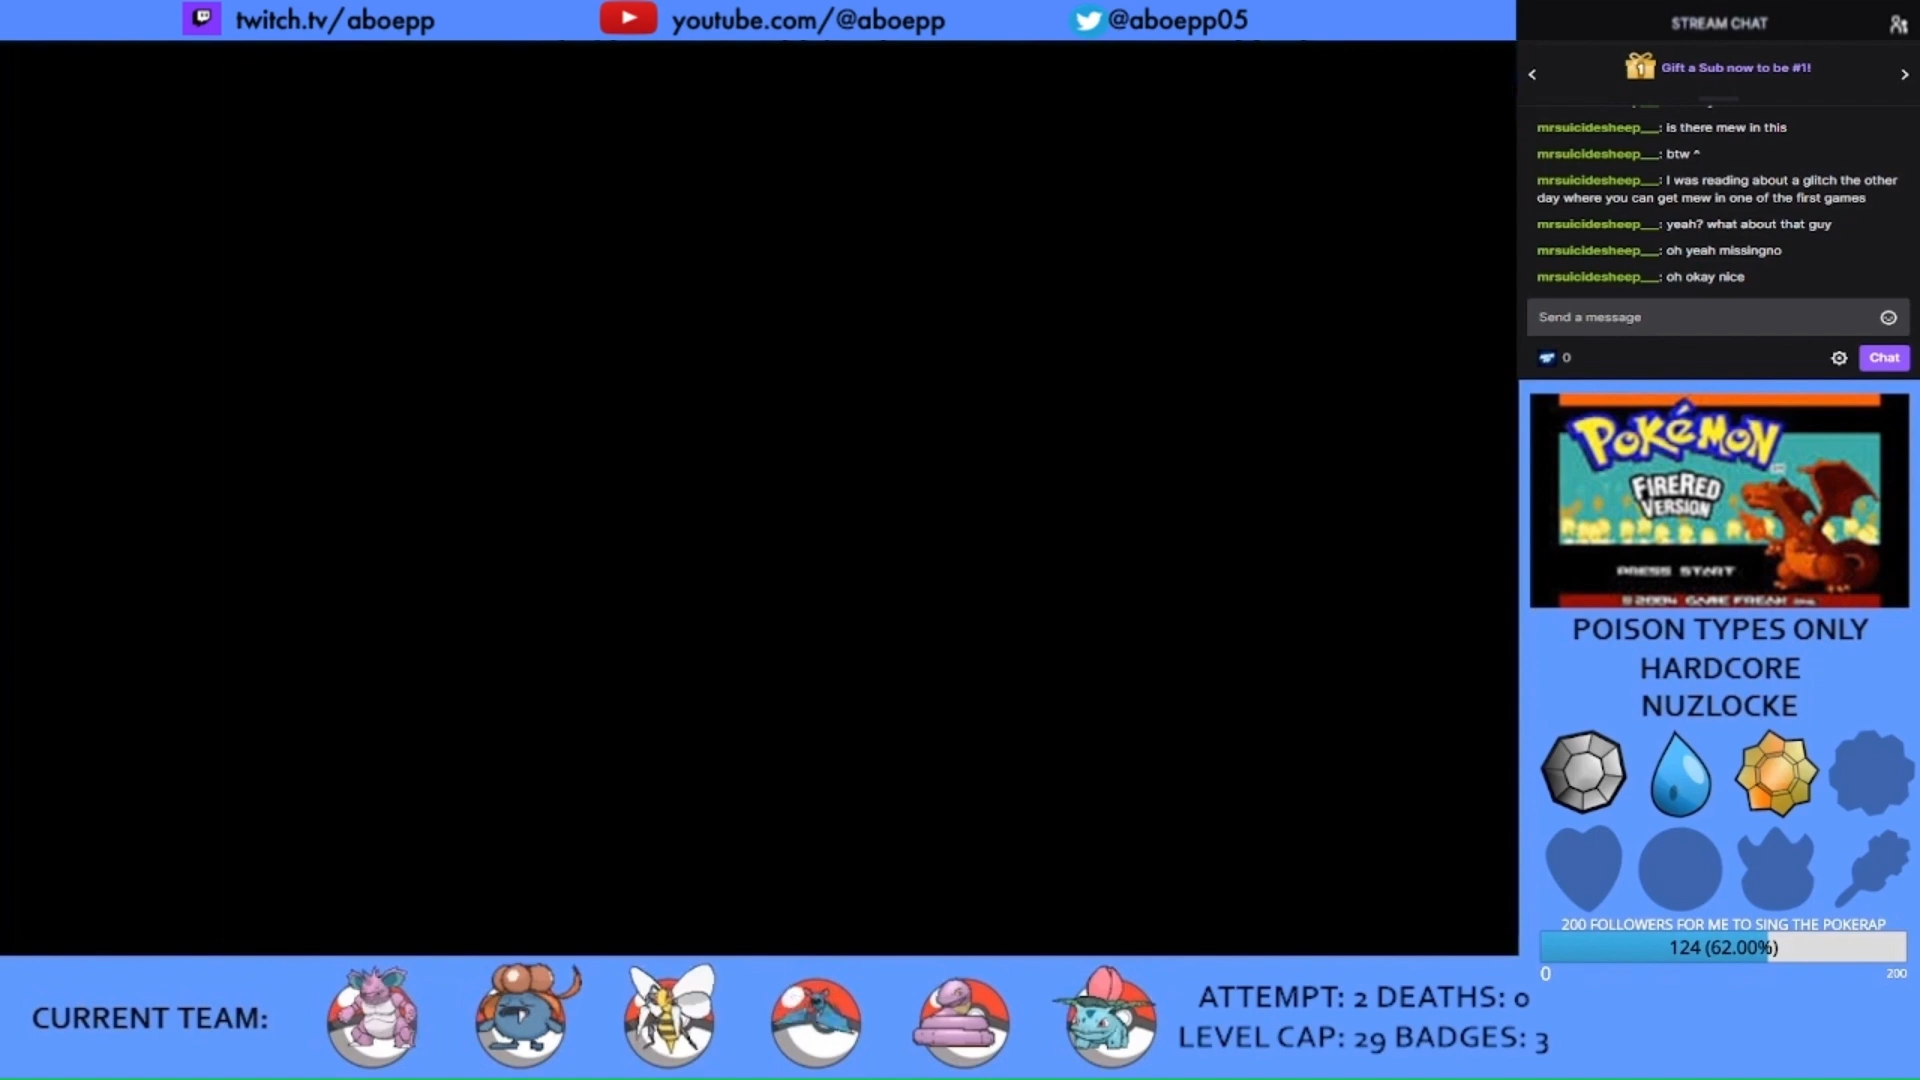 twitch.tv/aboepp
youtube.com/@aboepp
@aboepp05
STREAM CHAT
Gift a Sub now to be #1!
mrsuicidesheep__: is there mew in this
mrsuicidesheep__: btw ^
mrsuicidesheep__: I was reading about a glitch the other
day where you can get mew in one of the first games
mrsuicidesheep__: yeah? what about that guy
mrsuicidesheep__: oh yeah missingno
mrsuicidesheep__: oh okay nice
Send a message
0
Chat
POKéMON
FIRERED
VERSION
PRESS START
©2004 GAME FREAK inc.
POISON TYPES ONLY
HARDCORE
NUZLOCKE
200 FOLLOWERS FOR ME TO SING THE POKERAP
124 (62.00%)
0
200
CURRENT TEAM:
ATTEMPT: 2 DEATHS: 0
LEVEL CAP: 29 BADGES: 3